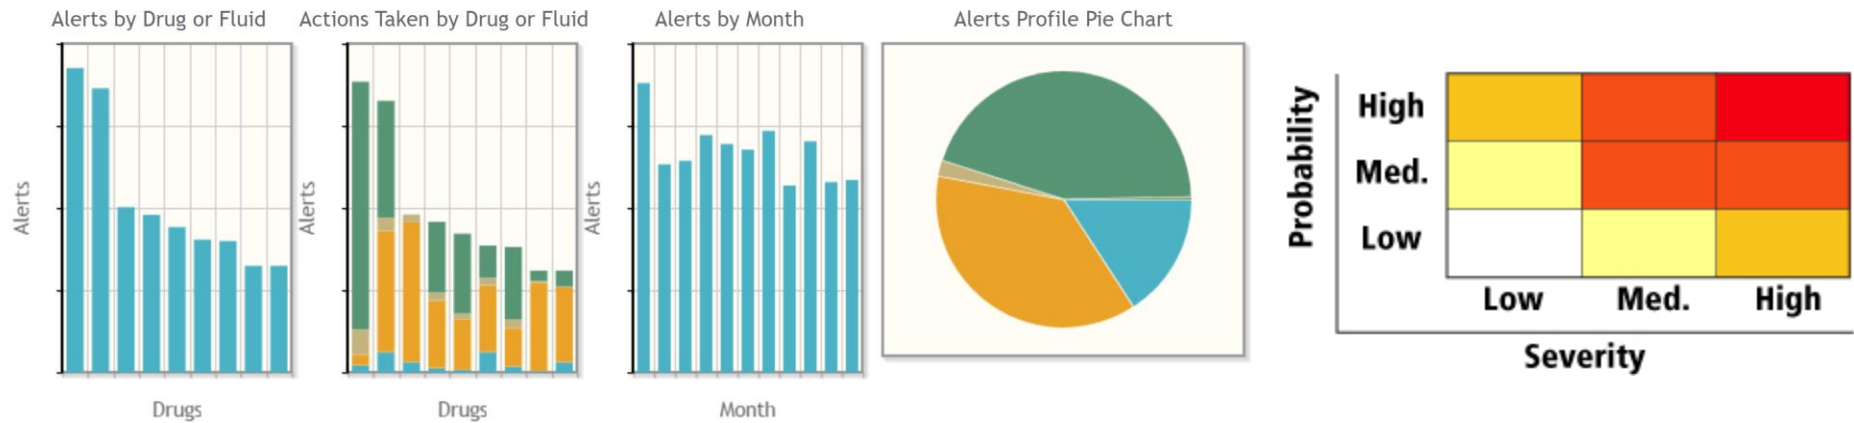 Alerts by Drug or Fluid
Alerts
Drugs
Actions Taken by Drug or Fluid
Alerts
Drugs
Alerts by Month
Alerts
Month
Alerts Profile Pie Chart
Probability
High
Med.
Low
Low Med. High
Severity